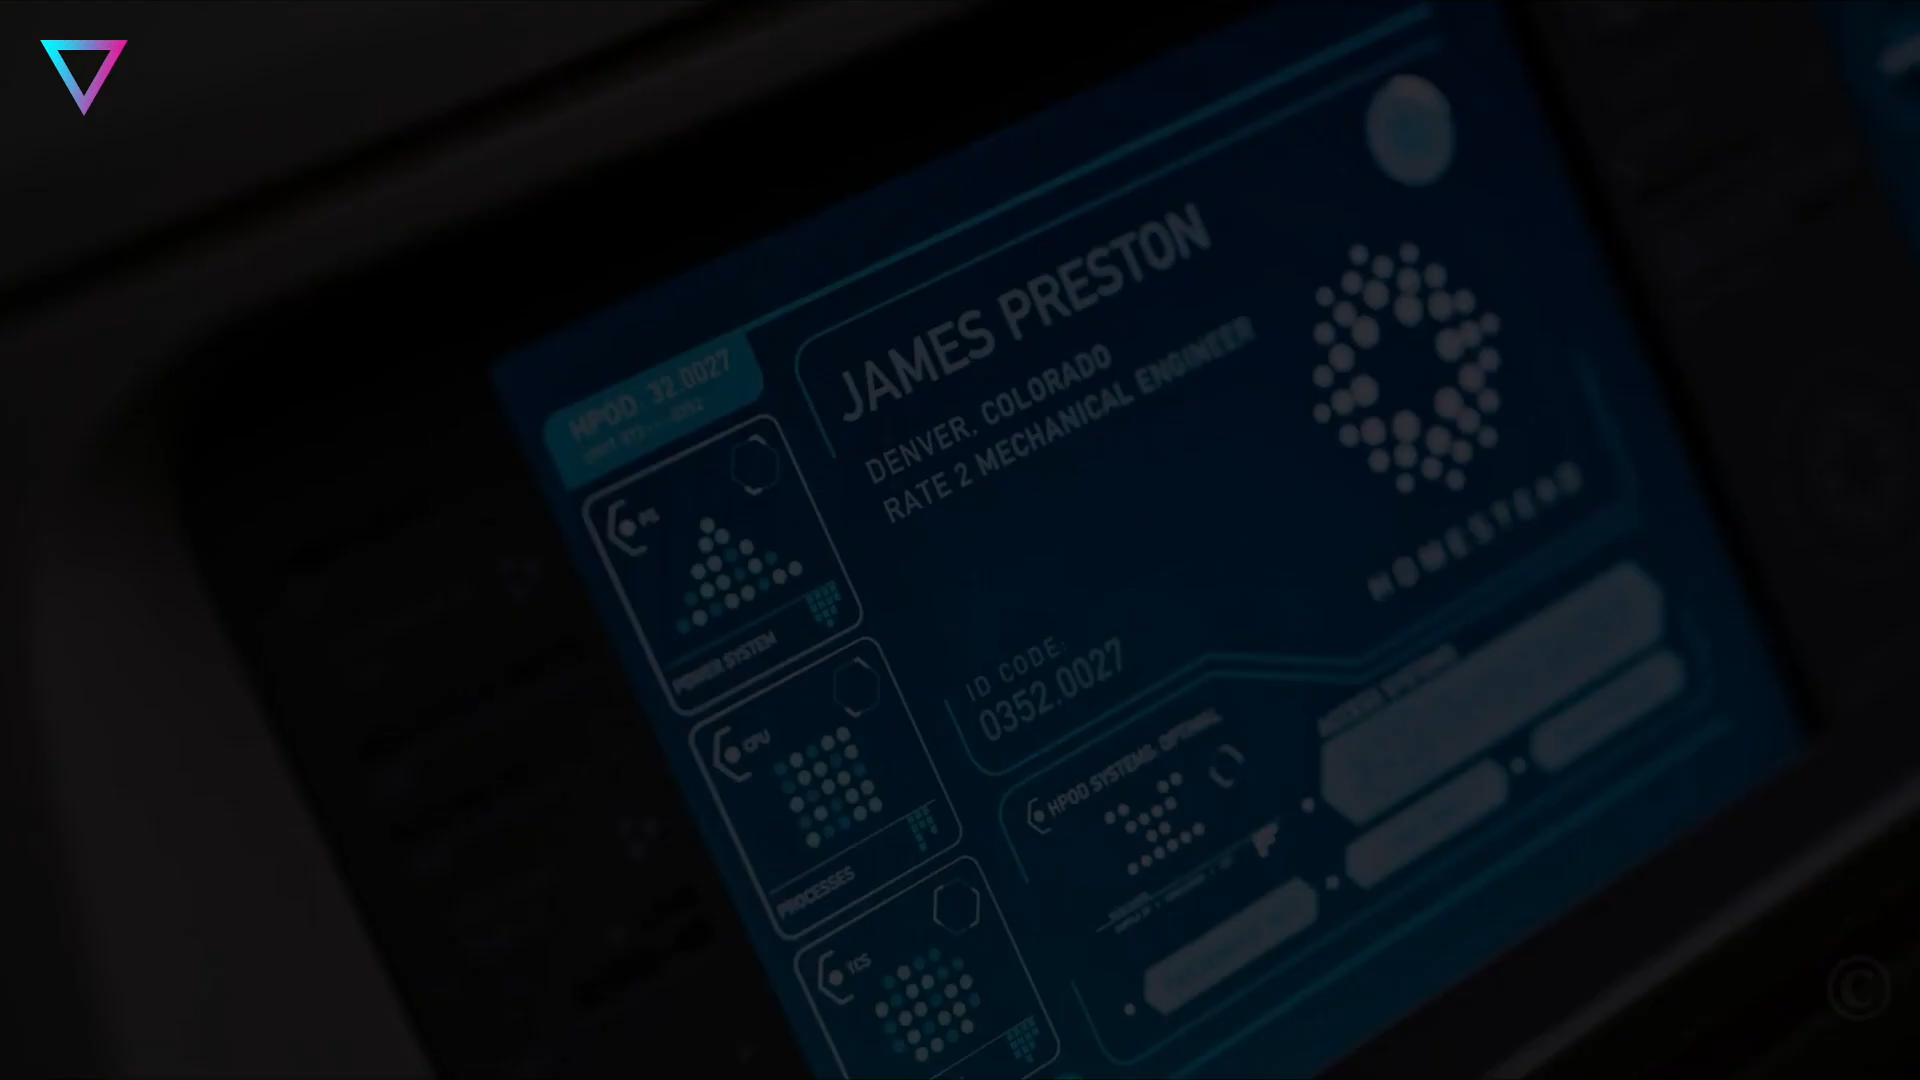 HPOD 32.0027
JAMES PRESTON
DENVER, COLORADO
RATE 2 MECHANICAL ENGINEER
HOMESTEAD
PS
POWER SYSTEM
ID CODE:
0352.0027
CPU
PROCESSES
HPOD SYSTEMS: OPTIMAL
TCS
©